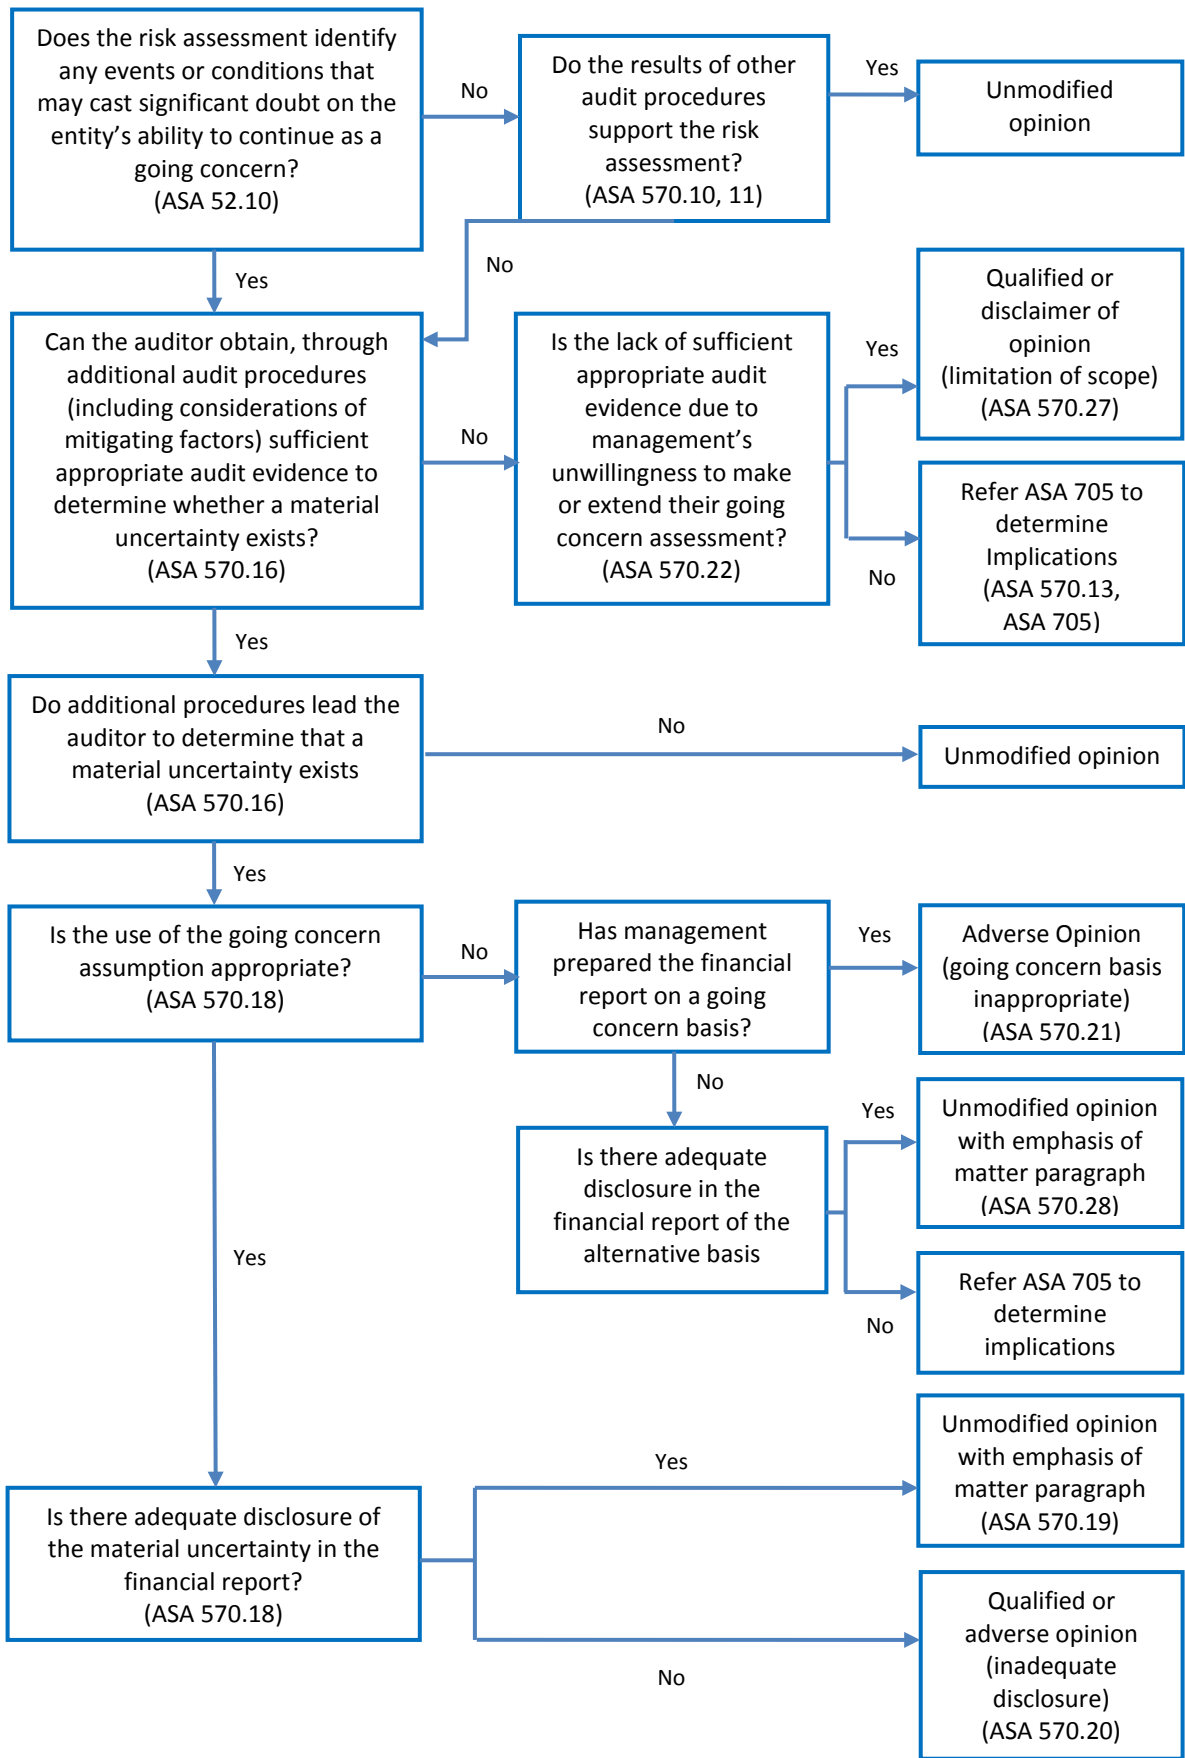 Does the risk assessment identify
any events or conditions that
may cast significant doubt on the
entity's ability to continue as a
going concern?
(ASA 52.10)
No
Do the results of other
audit procedures
support the risk
assessment?
(ASA 570.10, 11)
Yes
Unmodified
opinion
Yes
No
Can the auditor obtain, through
additional audit procedures
(including considerations of
mitigating factors) sufficient
appropriate audit evidence to
determine whether a material
uncertainty exists?
(ASA 570.16)
No
Is the lack of sufficient
appropriate audit
evidence due to
management's
unwillingness to make
or extend their going
concern assessment?
(ASA 570.22)
Yes
Qualified or
disclaimer of
opinion
(limitation of scope)
(ASA 570.27)
No
Refer ASA 705 to
determine
Implications
(ASA 570.13,
ASA 705)
Yes
Do additional procedures lead the
auditor to determine that a
material uncertainty exists
(ASA 570.16)
No
Unmodified opinion
Yes
Is the use of the going concern
assumption appropriate?
(ASA 570.18)
No
Has management
prepared the financial
report on a going
concern basis?
Yes
Adverse Opinion
(going concern basis
inappropriate)
(ASA 570.21)
No
Is there adequate
disclosure in the
financial report of the
alternative basis
Yes
Unmodified opinion
with emphasis of
matter paragraph
(ASA 570.28)
No
Refer ASA 705 to
determine
implications
Yes
Is there adequate disclosure of
the material uncertainty in the
financial report?
(ASA 570.18)
Yes
Unmodified opinion
with emphasis of
matter paragraph
(ASA 570.19)
No
Qualified or
adverse opinion
(inadequate
disclosure)
(ASA 570.20)